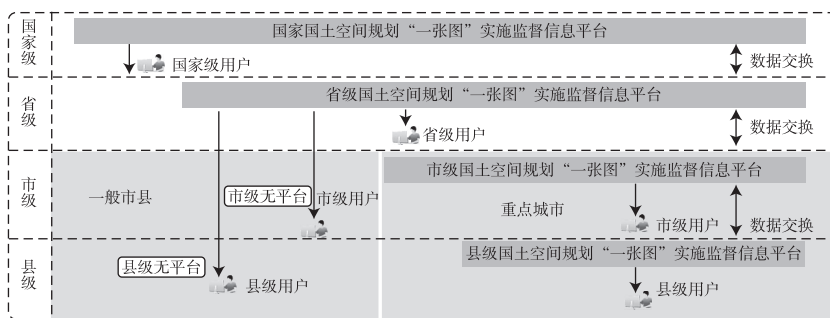 国家级
国家国土空间规划“一张图”实施监督信息平台
国家级用户
数据交换
省级
省级国土空间规划“一张图”实施监督信息平台
省级用户
数据交换
市级
市级国土空间规划“一张图”实施监督信息平台
一般市县
市级无平台
市级用户
重点城市
市级用户
数据交换
县级
县级国土空间规划“一张图”实施监督信息平台
县级无平台
县级用户
县级用户